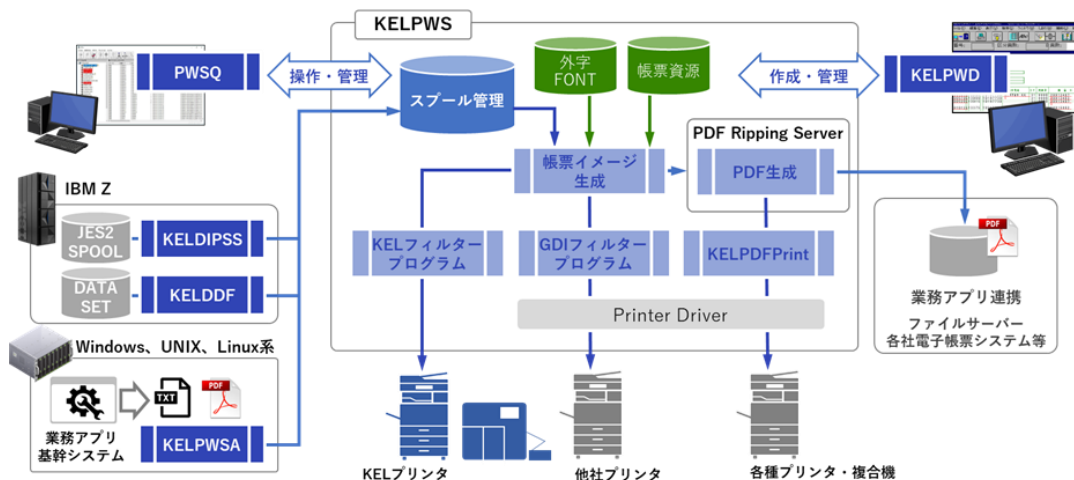 KELPWS
PWSQ
操作・管理
スプール管理
外字
FONT
帳票資源
作成・管理
KELPWD
PDF Ripping Server
帳票イメージ
生成
PDF生成
IBM Z
JES2
SPOOL
KELDIPSS
DATA
SET
KELDDF
KELフィルター
プログラム
GDIフィルター
プログラム
KELPDFPrint
Printer Driver
PDF
業務アプリ連携
ファイルサーバー
各社電子帳票システム等
Windows、UNIX、Linux系
TXT
PDF
業務アプリ
基幹システム
KELPWSA
KELプリンタ
他社プリンタ
各種プリンタ・複合機